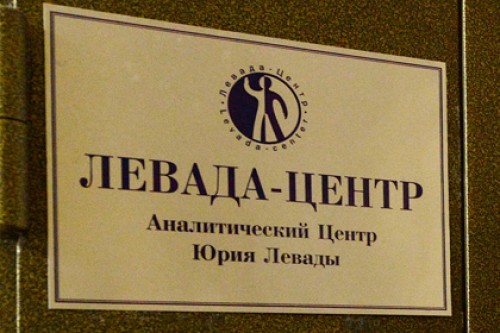 Левада-Центр
Levada-center
ЛЕВАДА-ЦЕНТР
Аналитический Центр
Юрия Левады